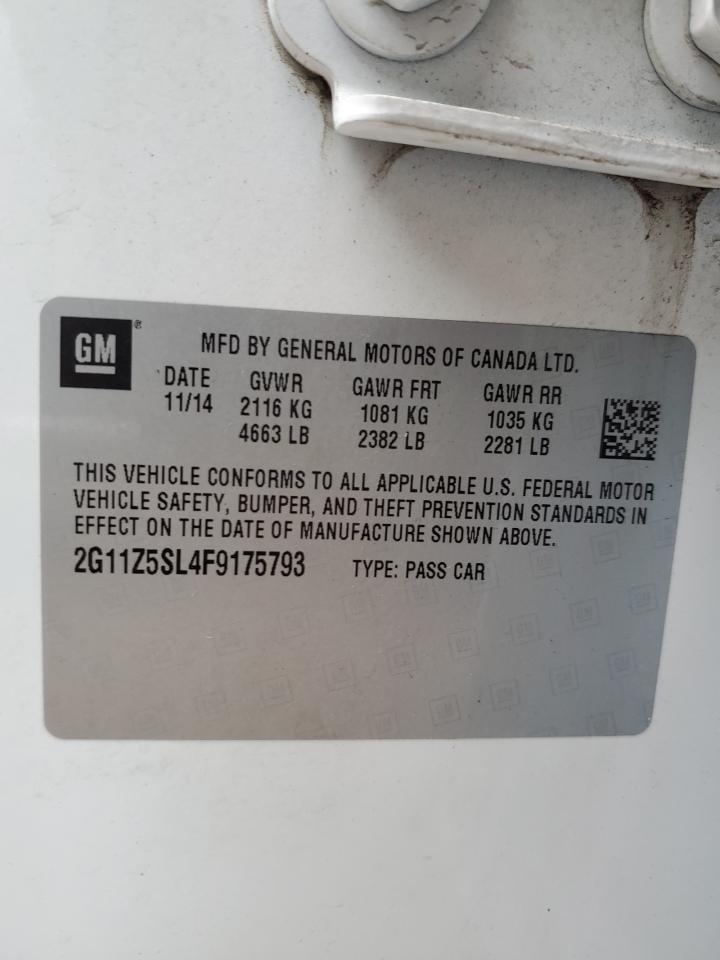 GM®
MFD BY GENERAL MOTORS OF CANADA LTD.
DATE GVWR GAWR FRT GAWR RR
11/14 2116 KG 1081 KG 1035 KG
4663 LB 2382 LB 2281 LB
THIS VEHICLE CONFORMS TO ALL APPLICABLE U.S. FEDERAL MOTOR
VEHICLE SAFETY, BUMPER, AND THEFT PREVENTION STANDARDS IN
EFFECT ON THE DATE OF MANUFACTURE SHOWN ABOVE.
2G11Z5SL4F9175793 TYPE: PASS CAR